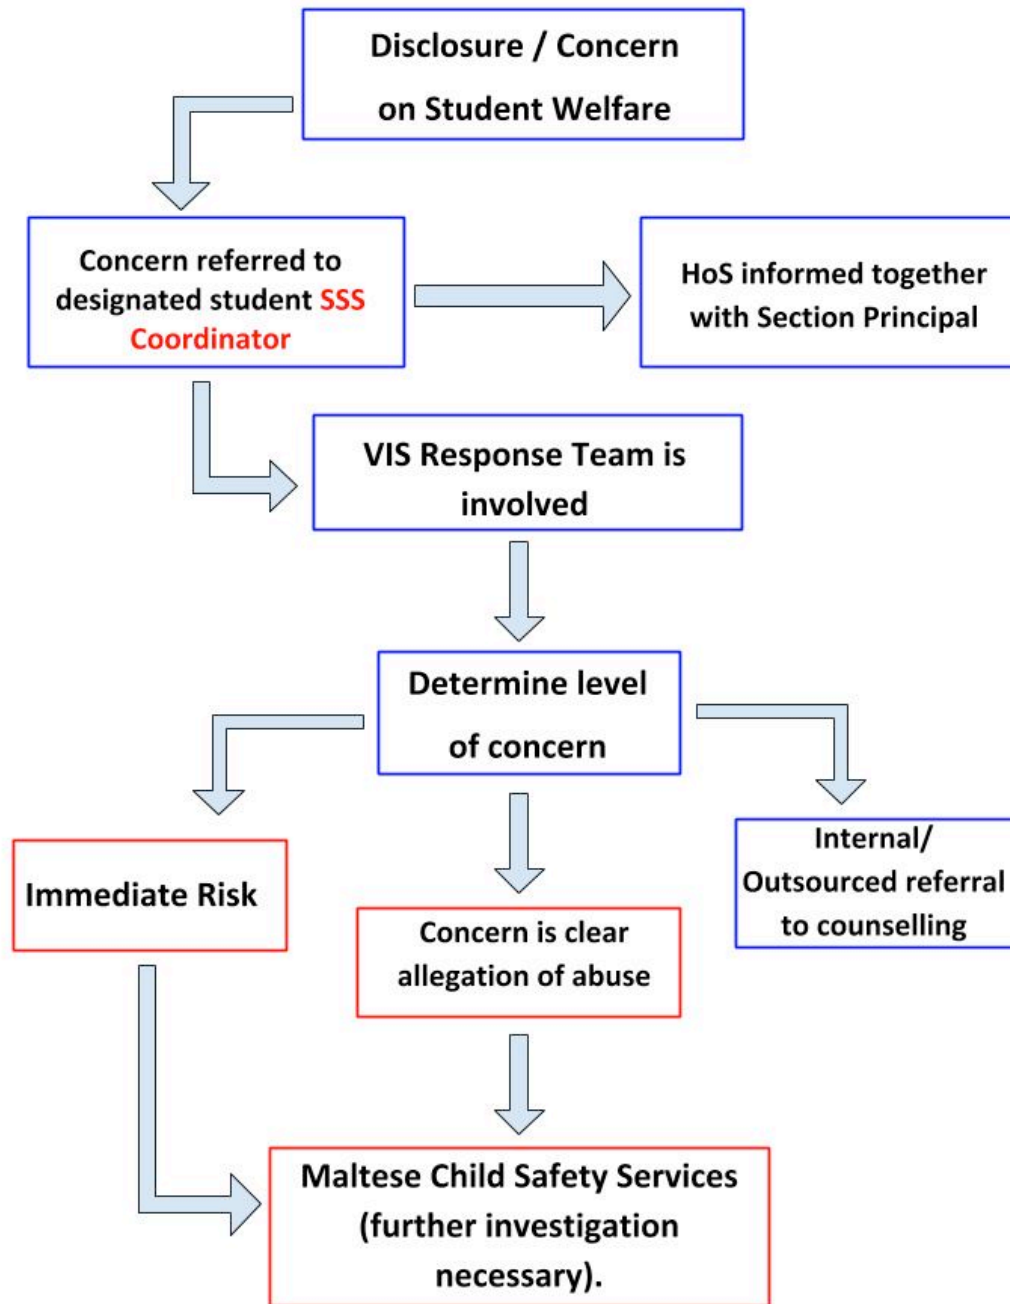 Disclosure / Concern
on Student Welfare
Concern referred to
designated student SSS
Coordinator
HoS informed together
with Section Principal
VIS Response Team is
involved
Determine level
of concern
Immediate Risk
Concern is clear
allegation of abuse
Internal/
Outsourced referral
to counselling
Maltese Child Safety Services
(further investigation
necessary).